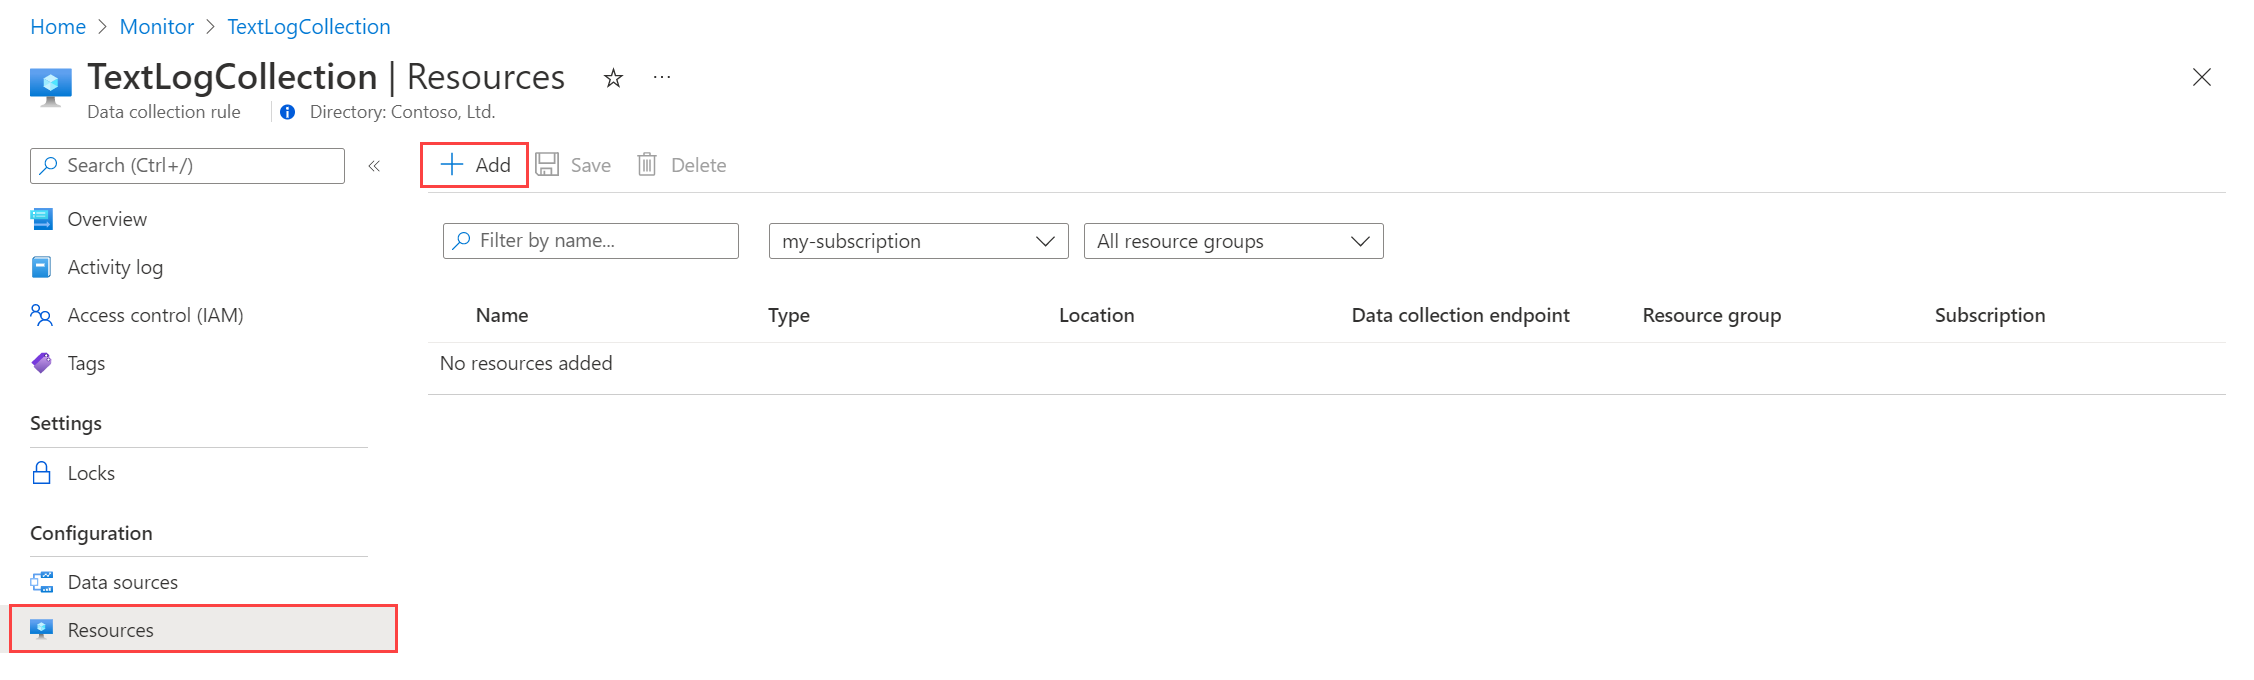 Home > Monitor > TextLogCollection
TextLogCollection | Resources ☆ ...
Data collection rule
Directory: Contoso, Ltd.
Search (Ctrl+/) «
Overview
Activity log
Access control (IAM)
Tags
Settings
Locks
Configuration
Data sources
Resources
+ Add Save Delete
Filter by name... my-subscription All resource groups
Name Type Location Data collection endpoint Resource group Subscription
No resources added